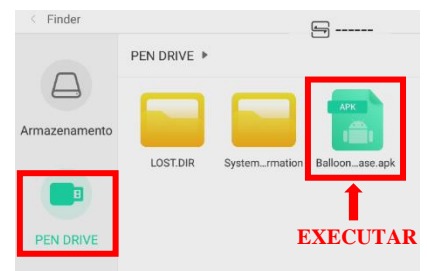 Finder
------
PEN DRIVE
Armazenamento
APK
LOST.DIR
System...rmation
Balloon...ase.apk
PEN DRIVE
EXECUTAR